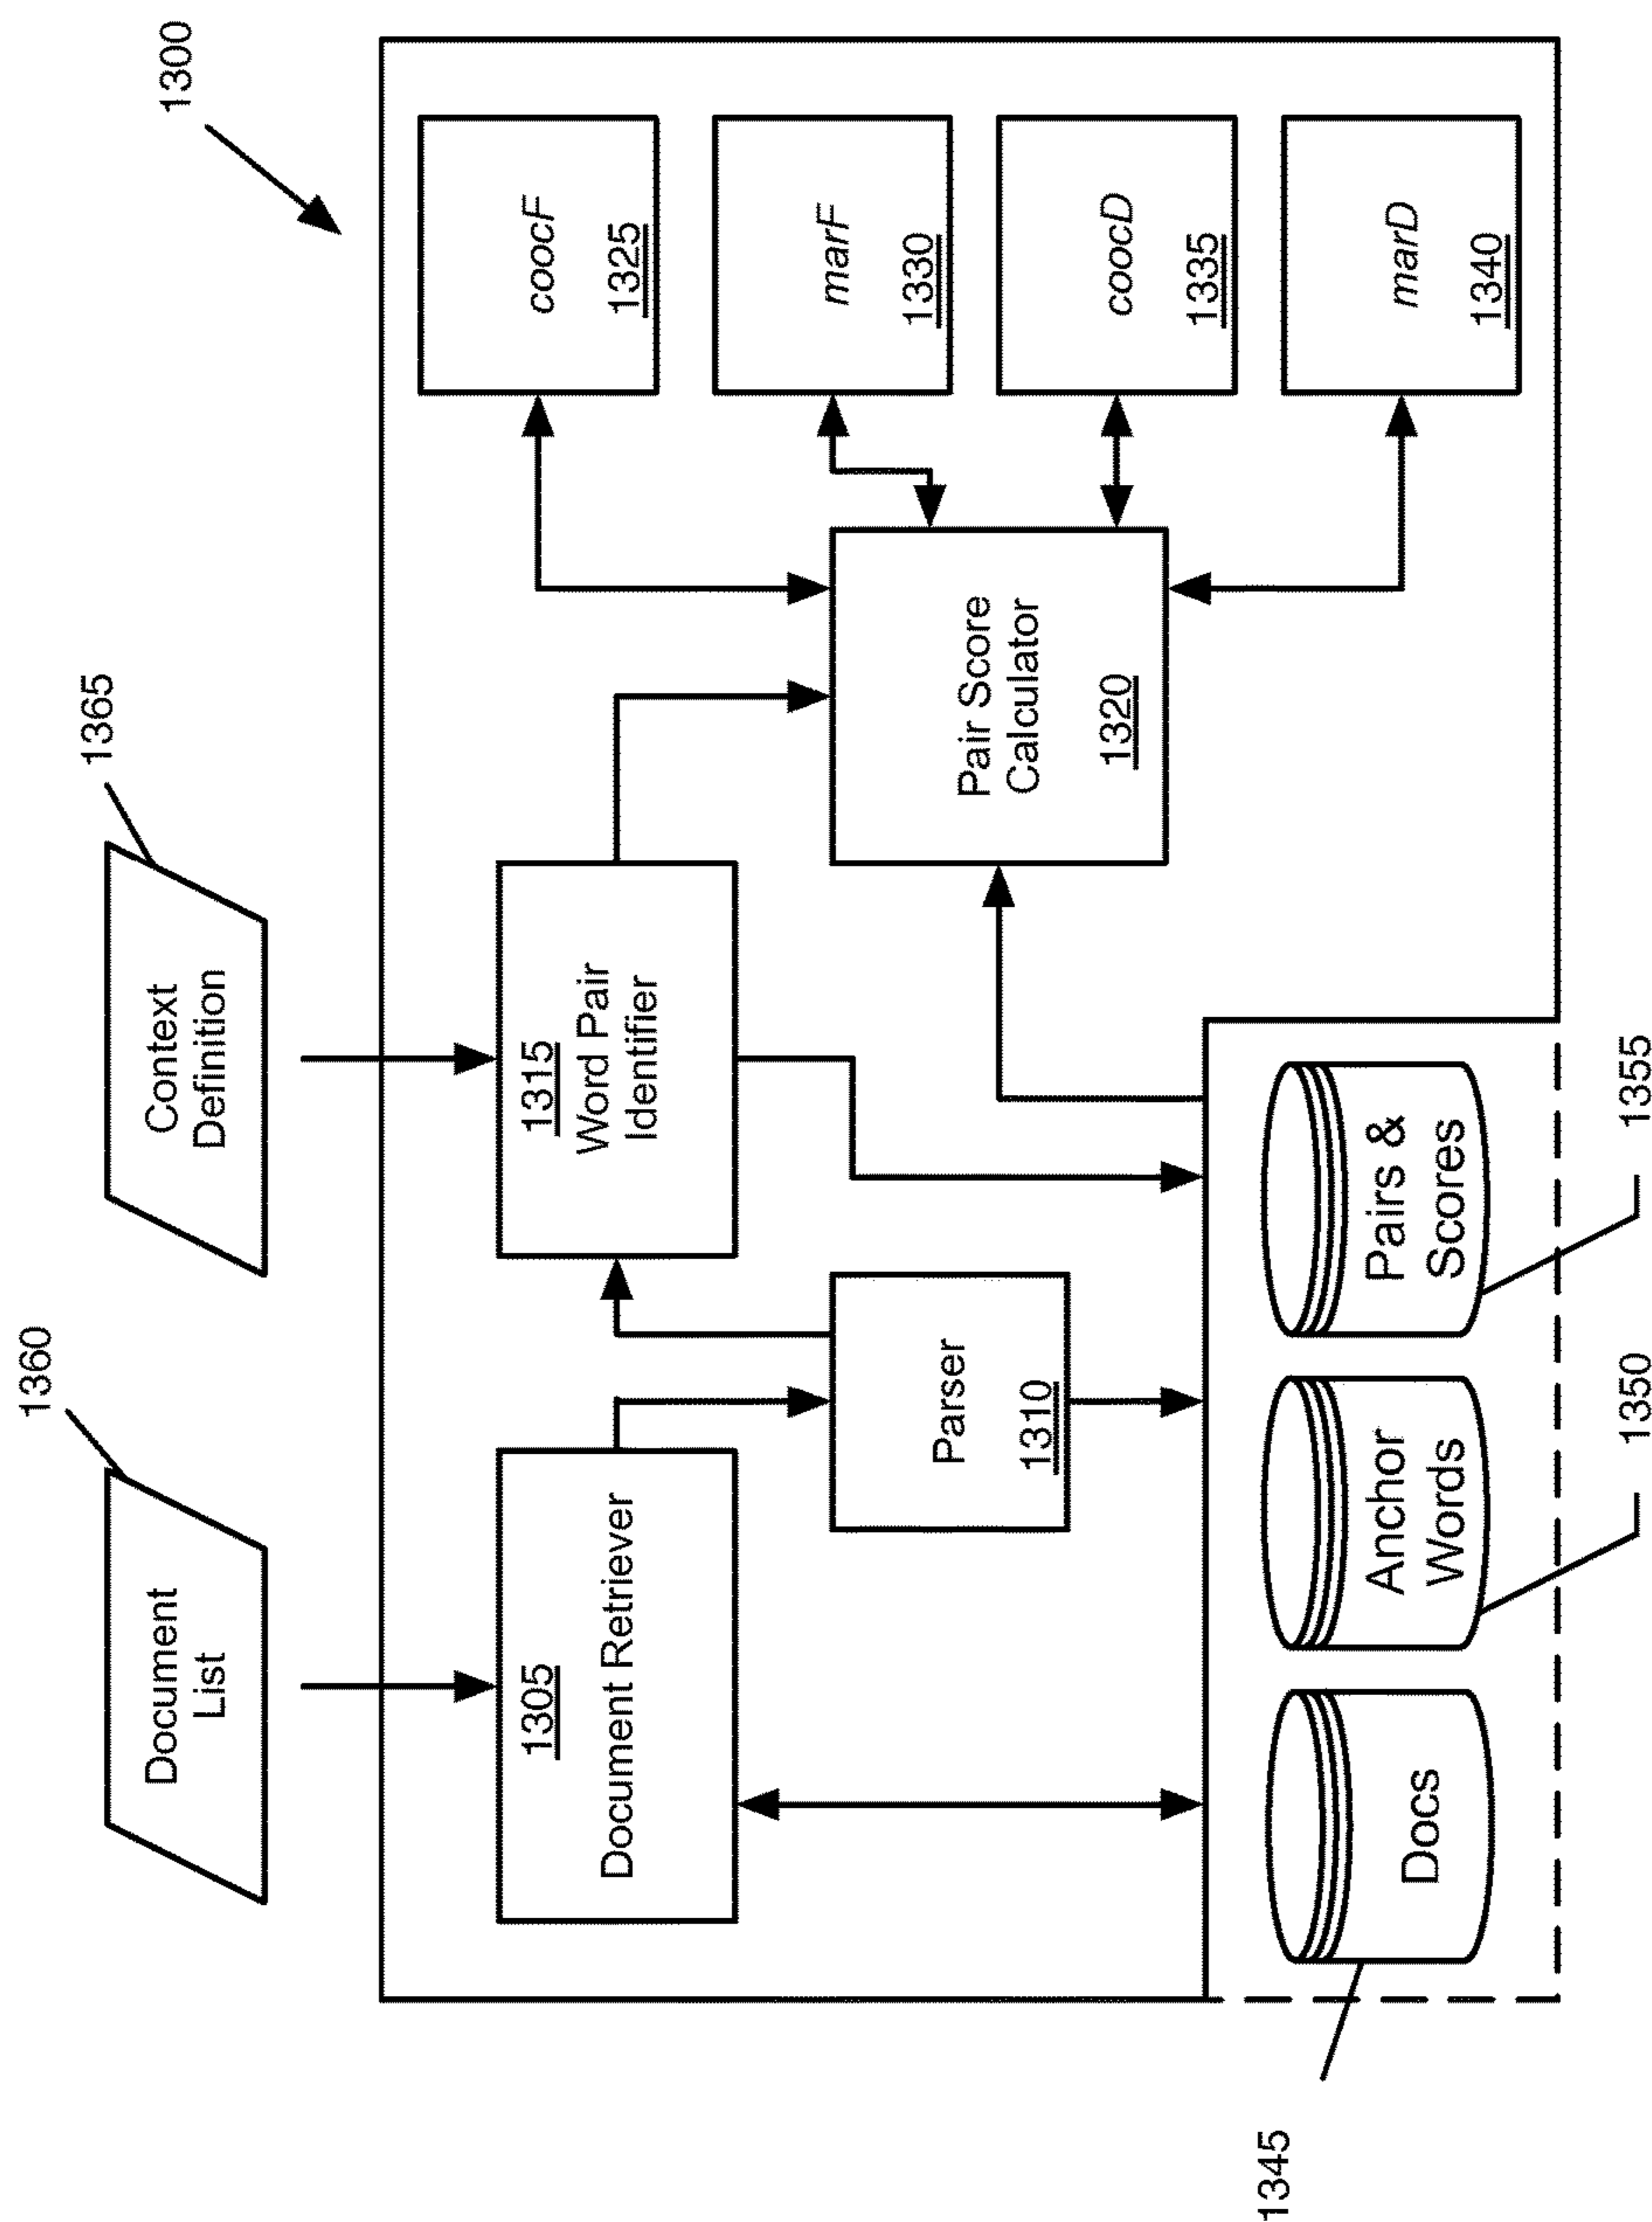 1300
1365
1360
Document
List
Context
Definition
1305
Document Retriever
1315
Word Pair
Identifier
coocF
1325
marF
1330
coocD
1335
marD
1340
Parser
1310
Pair Score
Calculator
1320
Docs
Anchor
Words
Pairs &
Scores
1345
1350
1355